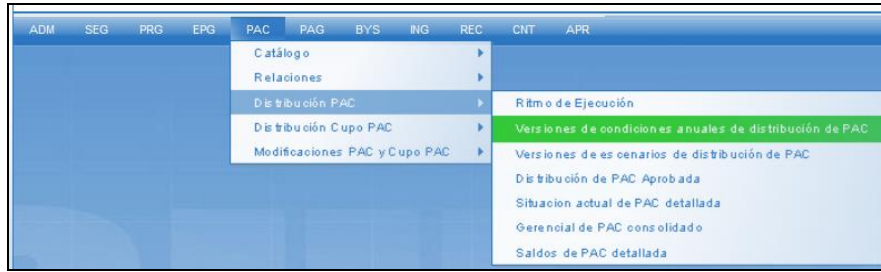 ADM SEG PRG EPG PAC PAG BYS ING REC CNT APR
Catálogo
Relaciones
Distribución PAC
Distribución Cupo PAC
Modificaciones PAC y Cupo PAC
Ritmo de Ejecución
Versiones de condiciones anuales de distribución de PAC
Versiones de escenarios de distribución de PAC
Distribución de PAC Aprobada
Situacion actual de PAC detallada
Gerencial de PAC consolidado
Saldos de PAC detallada